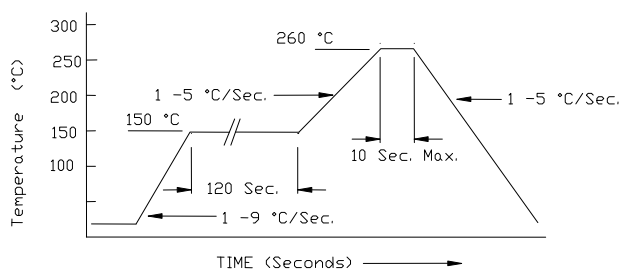 300
260 °C
250
200
1 -5 °C/Sec.
1 -5 °C/Sec.
150 °C
150
10 Sec. Max.
100
120 Sec.
1 -9 °C/Sec.
Temperature (°C)
TIME (Seconds)